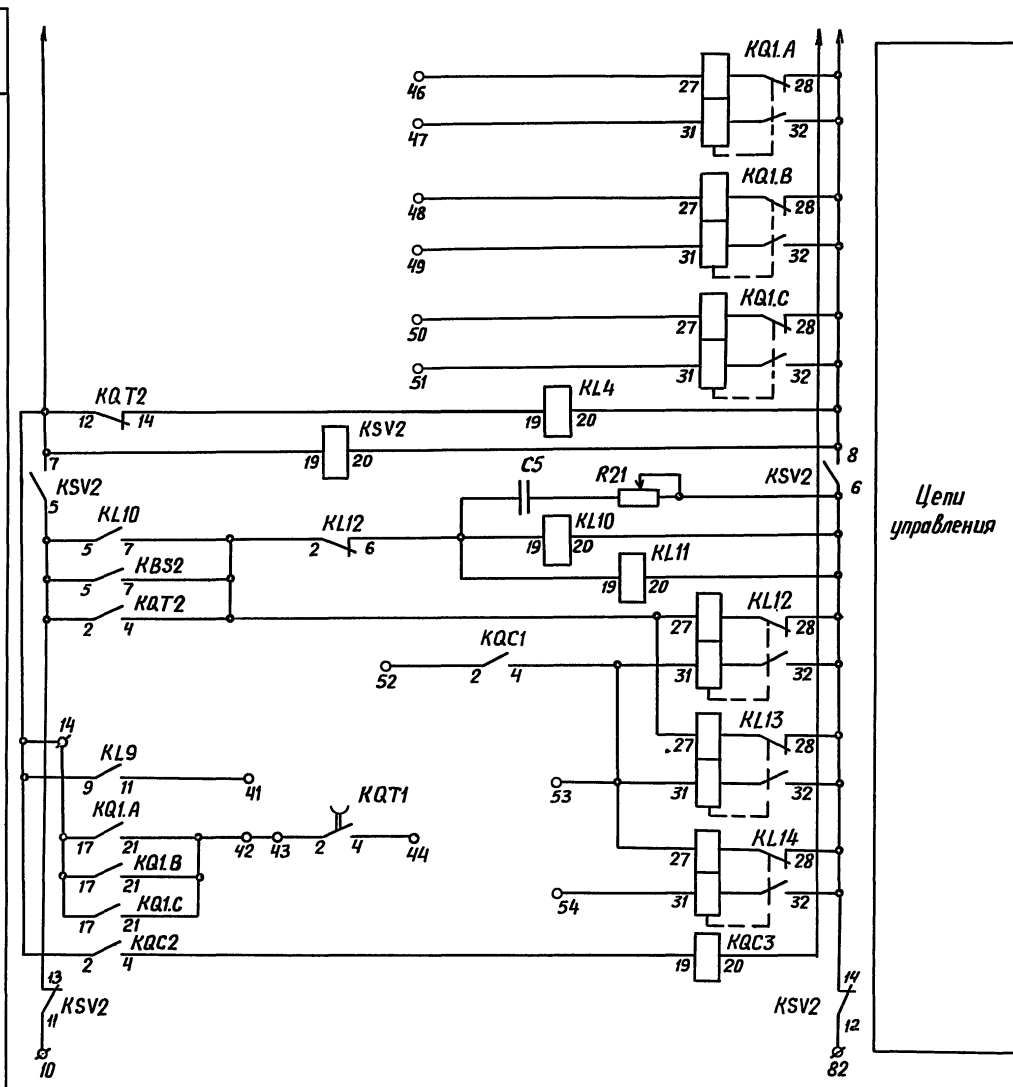 KQ1.A
46 27 28
47 31 32
KQ1.B
48 27 28
49 31 32
KQ1.C
50 27 28
51 31 32
KQT2 KL4
12 14 19 20
KSV2
7 19 20 8
C5 R21 KSV2
KSV2 5 6
Цепи
управления
KL10 KL12 KL10
5 7 2 6 19 20
KBS2 KL11
5 7 19 20
KQT2 KL12
2 4 27 28
KQC1
52 2 4 31 32
14 KL13
27 28
KL9
9 11 41 53 31 32
KQ1.A KQT1 KL14
17 21 42 43 2 4 44 27 28
KQ1.B
17 21 54 31 32
KQ1.C
17 21
KQC2 KQC3
2 4 19 20
13 14
KSV2 KSV2
11 12
10 82